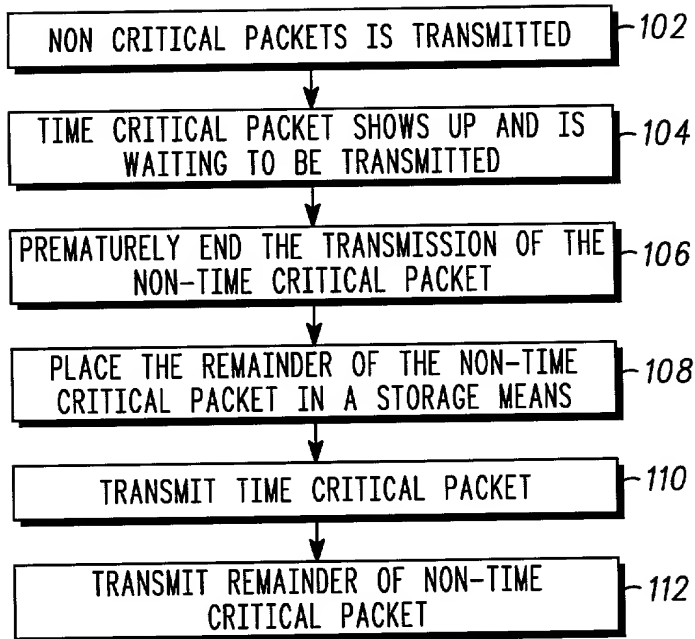 NON CRITICAL PACKETS IS TRANSMITTED
102
TIME CRITICAL PACKET SHOWS UP AND IS
WAITING TO BE TRANSMITTED
104
PREMATURELY END THE TRANSMISSION OF THE
NON-TIME CRITICAL PACKET
106
PLACE THE REMAINDER OF THE NON-TIME
CRITICAL PACKET IN A STORAGE MEANS
108
TRANSMIT TIME CRITICAL PACKET
110
TRANSMIT REMAINDER OF NON-TIME
CRITICAL PACKET
112